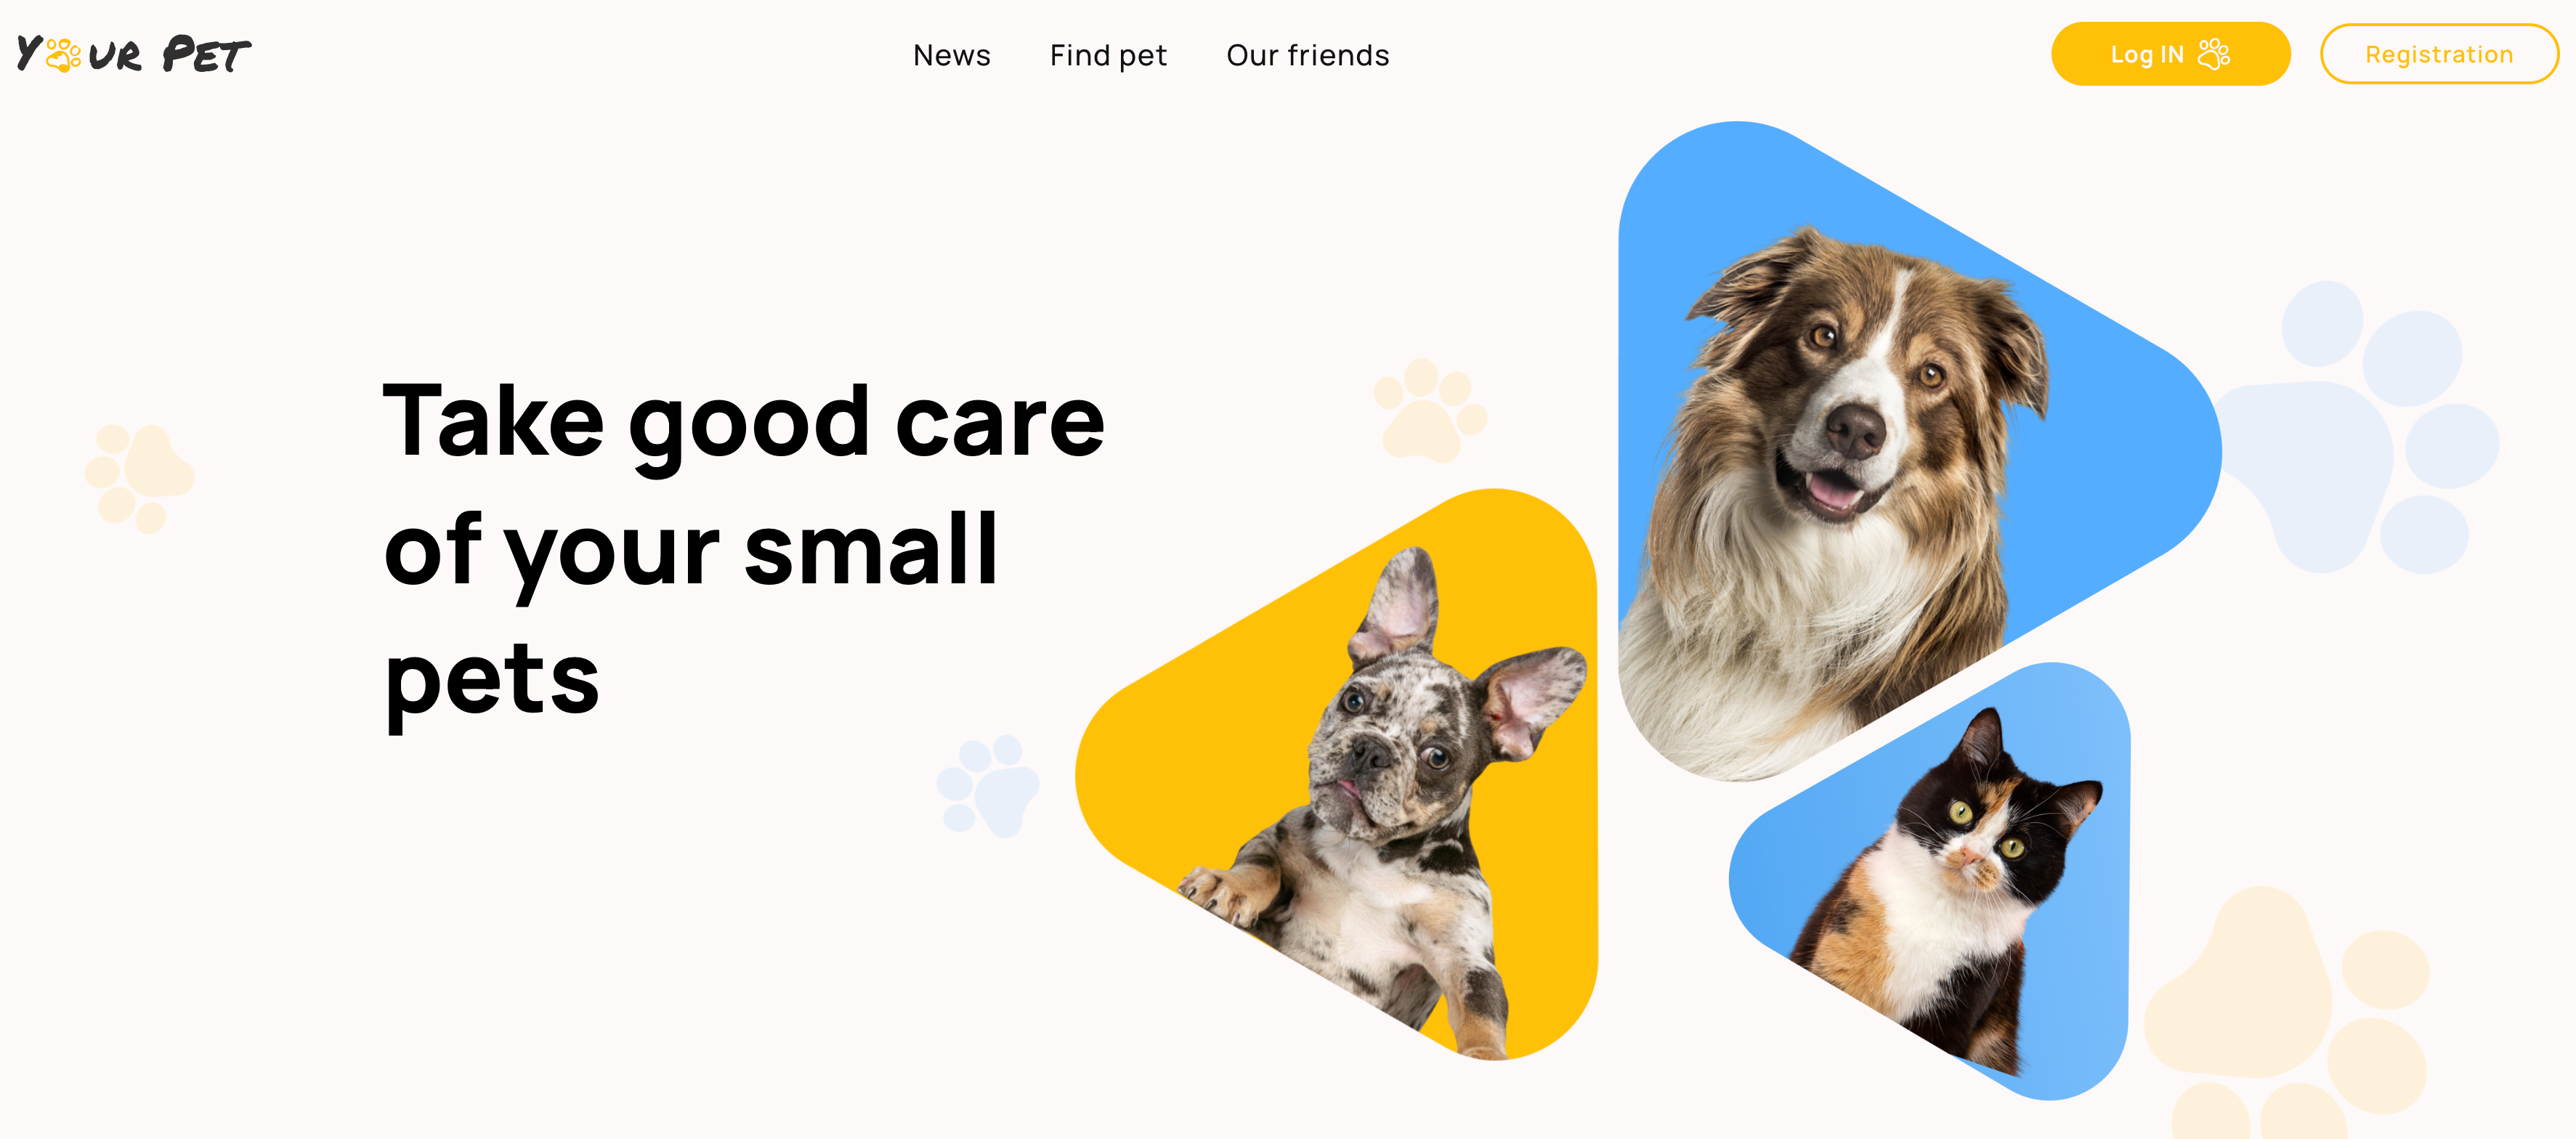 Your Pet
News
Find pet
Our friends
Log IN
Registration
Take good care
of your small
pets